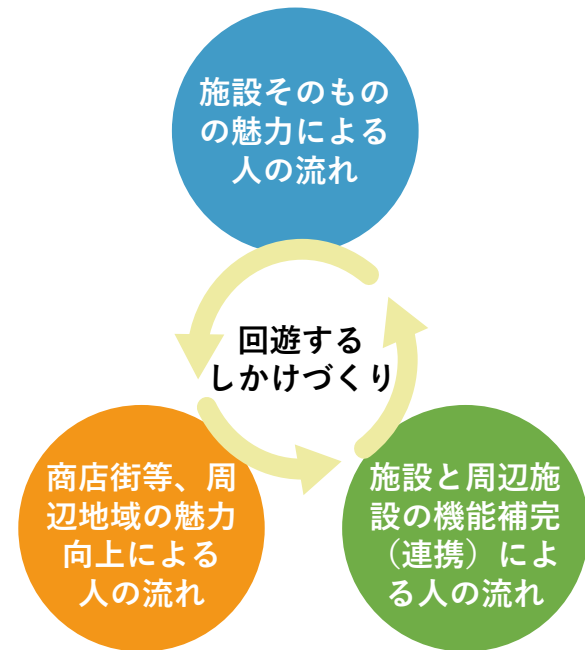 施設そのもの
の魅力による
人の流れ
回遊する
しかけづくり
商店街等、周
辺地域の魅力
向上による
人の流れ
施設と周辺施
設の機能補完
（連携）によ
る人の流れ